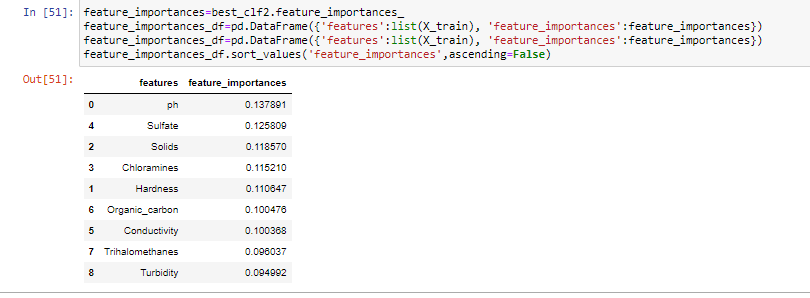 In [51]: feature_importances=best_clf2.feature_importances_
feature_importances_df=pd.DataFrame({'features':list(X_train), 'feature_importances':feature_importances})
feature_importances_df=pd.DataFrame({'features':list(X_train), 'feature_importances':feature_importances})
feature_importances_df.sort_values('feature_importances',ascending=False)
Out[51]:
features feature_importances
0 ph 0.137891
4 Sulfate 0.125809
2 Solids 0.118570
3 Chloramines 0.115210
1 Hardness 0.110647
6 Organic_carbon 0.100476
5 Conductivity 0.100368
7 Trihalomethanes 0.096037
8 Turbidity 0.094992